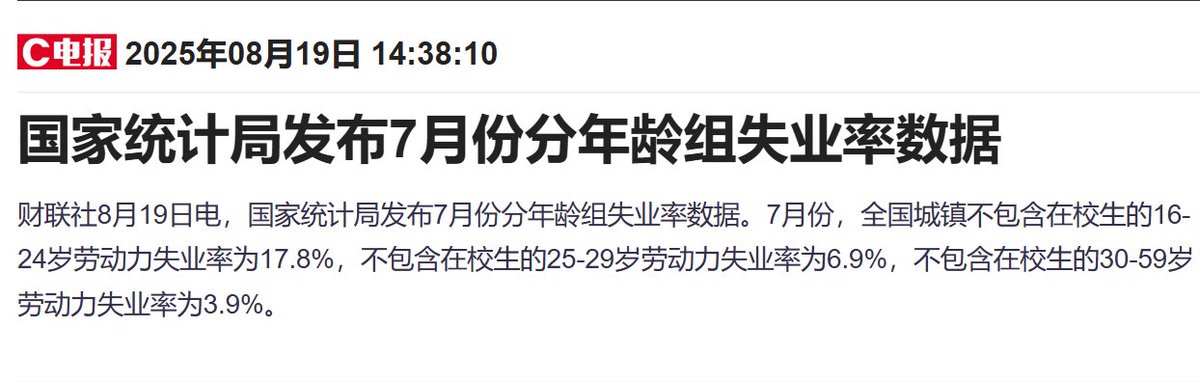 C电报 2025年08月19日 14:38:10
国家统计局发布7月份分年龄组失业率数据
财联社8月19日电，国家统计局发布7月份分年龄组失业率数据。7月份，全国城镇不包含在校生的16-
24岁劳动力失业率为17.8%，不包含在校生的25-29岁劳动力失业率为6.9%，不包含在校生的30-59岁
劳动力失业率为3.9%。